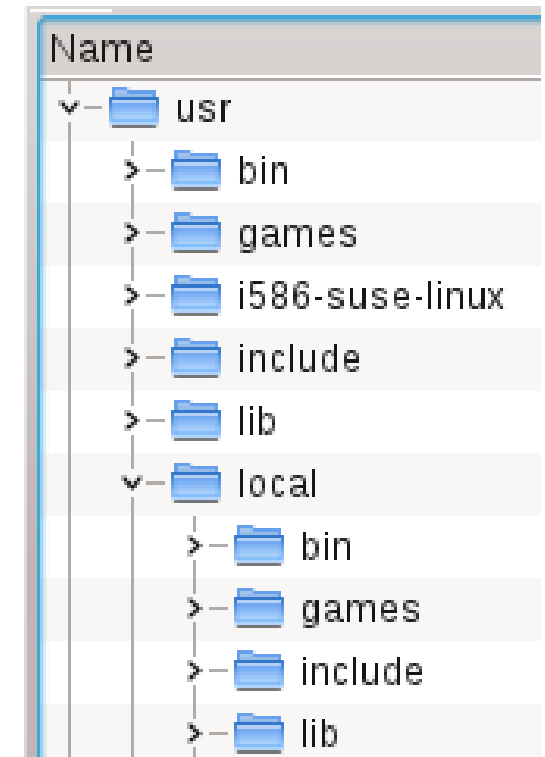 Name
usr
bin
games
i586-suse-linux
include
lib
local
bin
games
include
lib